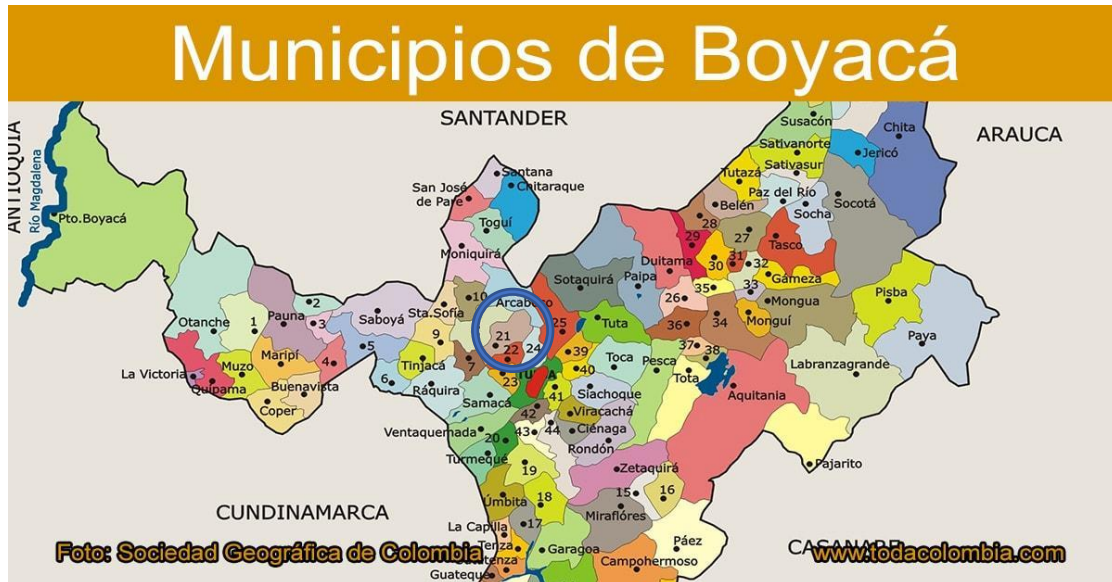 Municipios de Boyacá
SANTANDER
ARAUCA
ANTIOQUIA
Río Magdalena
Pto.Boyacá
Susacón
Chita
Sativanorte
Jericó
Sativasur
Tutazá
Paz del Río
Belén
Socha
Socotá
Santana
Chitaraque
San José
de Pare
Toguí
Moniquirá
28
29
27
Tasco
30
31
32
Gámeza
33
35
Duitama
Sotaquirá
Paipa
26
Mongua
Pisba
Arcabuco
10
Sta.Sofía
2
Pauna
3
Saboyá
Otanche
1
9
21
22
24
25
Tuta
36
34
Monguí
Paya
37
38
Labranzagrande
La Victoria
Muzo
Maripí
4
5
Tinjacá
7
39
Toca
Pesca
Tota
Quípama
Buenavista
6
Ráquira
23
40
41
Siachoque
Aquitania
Coper
Samacá
42
Viracachá
Ventaquemada
43
44
Ciénaga
20
Rondón
Turmequé
19
Zetaquirá
Pajarito
Úmbita
18
15
16
Miraflóres
CUNDINAMARCA
La Capilla
17
Tenza
Garagoa
Páez
CASANARE
Guateque
Campohermoso
Foto: Sociedad Geográfica de Colombia
www.todacolombia.com